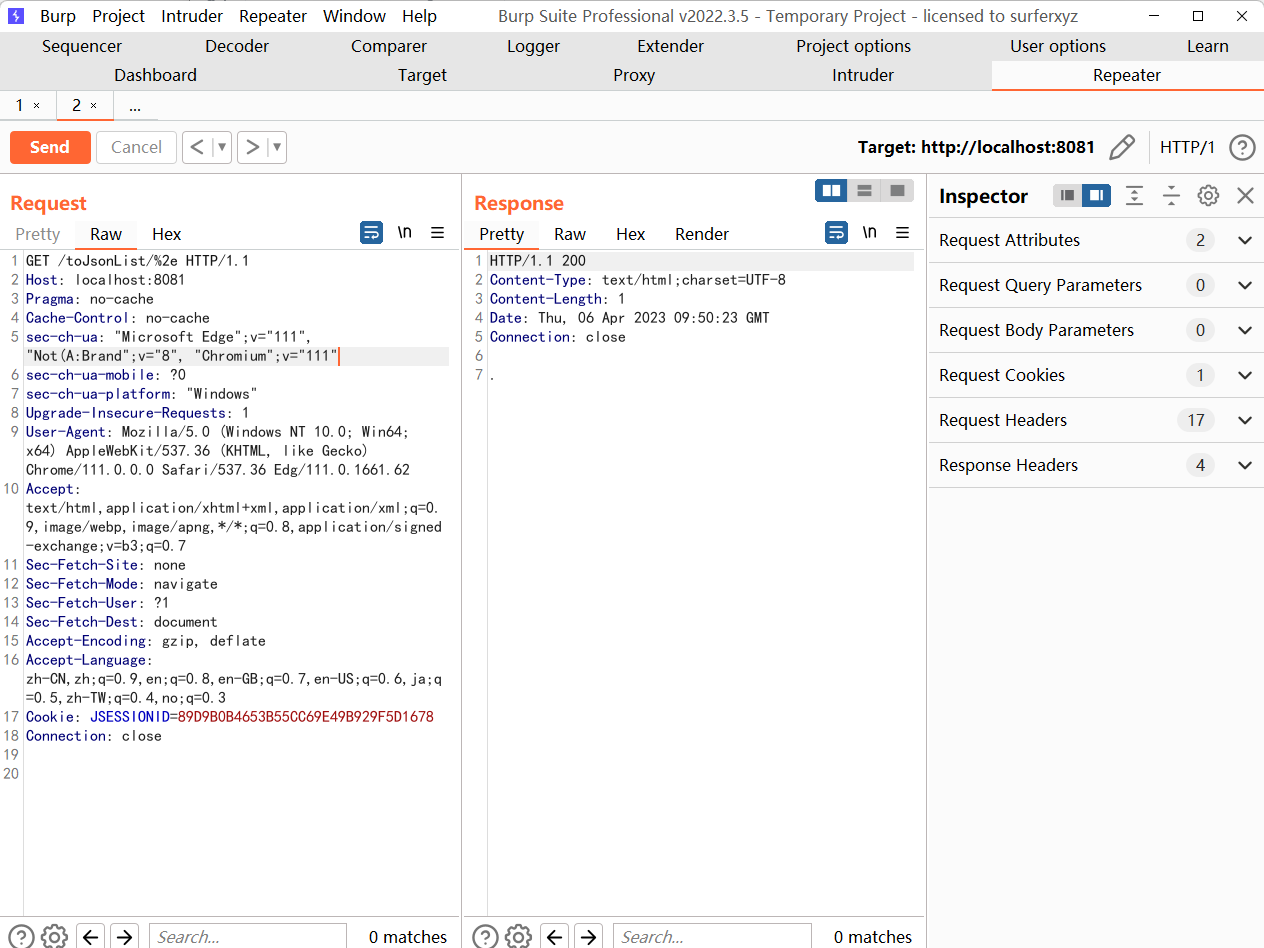 Burp Project Intruder Repeater Window Help Burp Suite Professional v2022.3.5 - Temporary Project - licensed to surferxyz
Sequencer Decoder Comparer Logger Extender Project options User options Learn
Dashboard Target Proxy Intruder Repeater
1 × 2 × ...
Send Cancel < > Target: http://localhost:8081 HTTP/1 ?
Request
Pretty Raw Hex \n
1 GET /toJsonList/%2e HTTP/1.1
2 Host: localhost:8081
3 Pragma: no-cache
4 Cache-Control: no-cache
5 sec-ch-ua: "Microsoft Edge";v="111",
"Not(A:Brand";v="8", "Chromium";v="111"
6 sec-ch-ua-mobile: ?0
7 sec-ch-ua-platform: "Windows"
8 Upgrade-Insecure-Requests: 1
9 User-Agent: Mozilla/5.0 (Windows NT 10.0; Win64;
x64) AppleWebKit/537.36 (KHTML, like Gecko)
Chrome/111.0.0.0 Safari/537.36 Edg/111.0.1661.62
10 Accept:
text/html,application/xhtml+xml,application/xml;q=0.
9,image/webp,image/apng,*/*;q=0.8,application/signed
-exchange;v=b3;q=0.7
11 Sec-Fetch-Site: none
12 Sec-Fetch-Mode: navigate
13 Sec-Fetch-User: ?1
14 Sec-Fetch-Dest: document
15 Accept-Encoding: gzip, deflate
16 Accept-Language:
zh-CN,zh;q=0.9,en;q=0.8,en-GB;q=0.7,en-US;q=0.6,ja;q
=0.5,zh-TW;q=0.4,no;q=0.3
17 Cookie: JSESSIONID=89D9B0B4653B55CC69E49B929F5D1678
18 Connection: close
19
20
? Search... 0 matches
Response
Pretty Raw Hex Render \n
1 HTTP/1.1 200
2 Content-Type: text/html;charset=UTF-8
3 Content-Length: 1
4 Date: Thu, 06 Apr 2023 09:50:23 GMT
5 Connection: close
6
7 .
? Search... 0 matches
Inspector
Request Attributes 2
Request Query Parameters 0
Request Body Parameters 0
Request Cookies 1
Request Headers 17
Response Headers 4